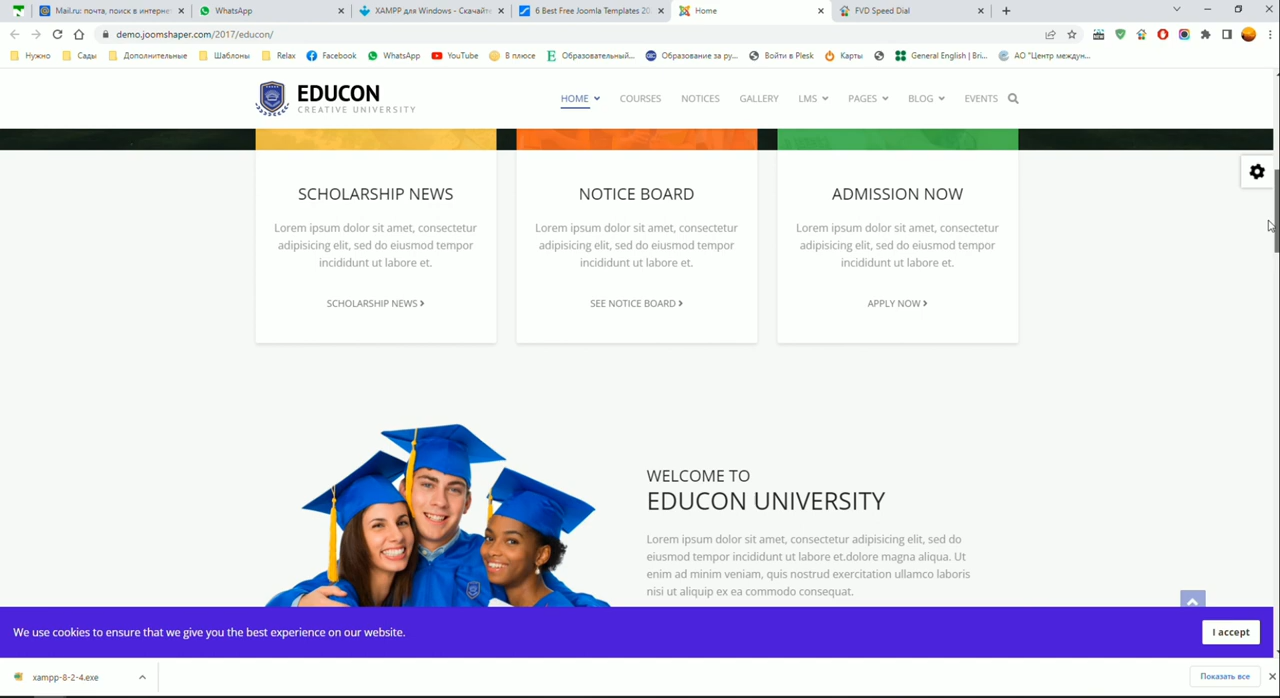 Mail.ru: почта, поиск в интернет
WhatsApp
XAMPP для Windows - Скачайте
6 Best Free Joomla Templates 20
Home
FVD Speed Dial
demo.joomshaper.com/2017/educon/
Нужно
Сады
Дополнительные
Шаблоны
Relax
Facebook
WhatsApp
YouTube
В плюсе
Образовательный...
Образование за ру...
Войти в Plesk
Карты
General English | Bri...
АО "Центр междун...
EDUCON
CREATIVE UNIVERSITY
HOME
COURSES
NOTICES
GALLERY
LMS
PAGES
BLOG
EVENTS
SCHOLARSHIP NEWS
Lorem ipsum dolor sit amet, consectetur
adipisicing elit, sed do eiusmod tempor
incididunt ut labore et.
SCHOLARSHIP NEWS
NOTICE BOARD
Lorem ipsum dolor sit amet, consectetur
adipisicing elit, sed do eiusmod tempor
incididunt ut labore et.
SEE NOTICE BOARD
ADMISSION NOW
Lorem ipsum dolor sit amet, consectetur
adipisicing elit, sed do eiusmod tempor
incididunt ut labore et.
APPLY NOW
WELCOME TO
EDUCON UNIVERSITY
Lorem ipsum dolor sit amet, consectetur adipisicing elit, sed do
eiusmod tempor incididunt ut labore et.dolore magna aliqua. Ut
enim ad minim veniam, quis nostrud exercitation ullamco laboris
nisi ut aliquip ex ea commodo consequat.
We use cookies to ensure that we give you the best experience on our website.
I accept
xampp-8-2-4.exe
Показать все